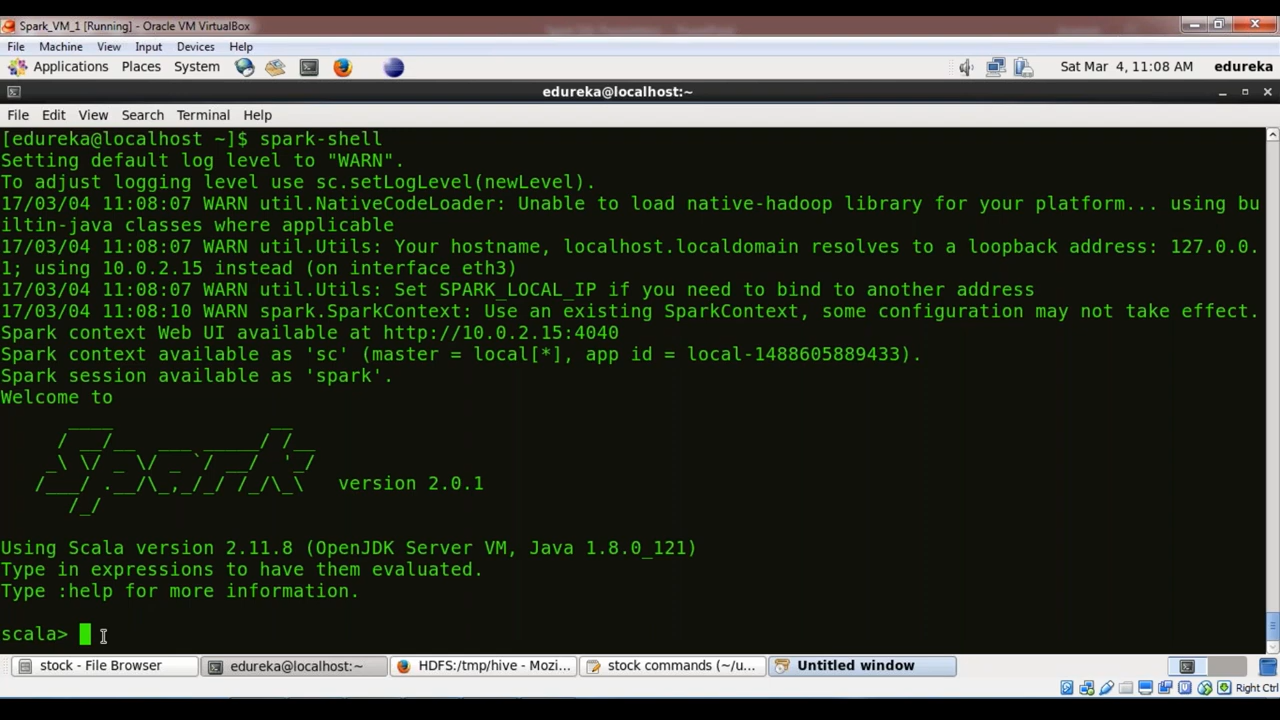 Spark_VM_1 [Running] - Oracle VM VirtualBox
File Machine View Input Devices Help
Applications Places System Sat Mar 4, 11:08 AM edureka
edureka@localhost:~
File Edit View Search Terminal Help
[edureka@localhost ~]$ spark-shell
Setting default log level to "WARN".
To adjust logging level use sc.setLogLevel(newLevel).
17/03/04 11:08:07 WARN util.NativeCodeLoader: Unable to load native-hadoop library for your platform... using bu
iltin-java classes where applicable
17/03/04 11:08:07 WARN util.Utils: Your hostname, localhost.localdomain resolves to a loopback address: 127.0.0.
1; using 10.0.2.15 instead (on interface eth3)
17/03/04 11:08:07 WARN util.Utils: Set SPARK_LOCAL_IP if you need to bind to another address
17/03/04 11:08:10 WARN spark.SparkContext: Use an existing SparkContext, some configuration may not take effect.
Spark context Web UI available at http://10.0.2.15:4040
Spark context available as 'sc' (master = local[*], app id = local-1488605889433).
Spark session available as 'spark'.
Welcome to
Spark version 2.0.1
Using Scala version 2.11.8 (OpenJDK Server VM, Java 1.8.0_121)
Type in expressions to have them evaluated.
Type :help for more information.
scala>
stock - File Browser edureka@localhost:~ HDFS:/tmp/hive - Mozi... stock commands (~/u... Untitled window
Right Ctrl